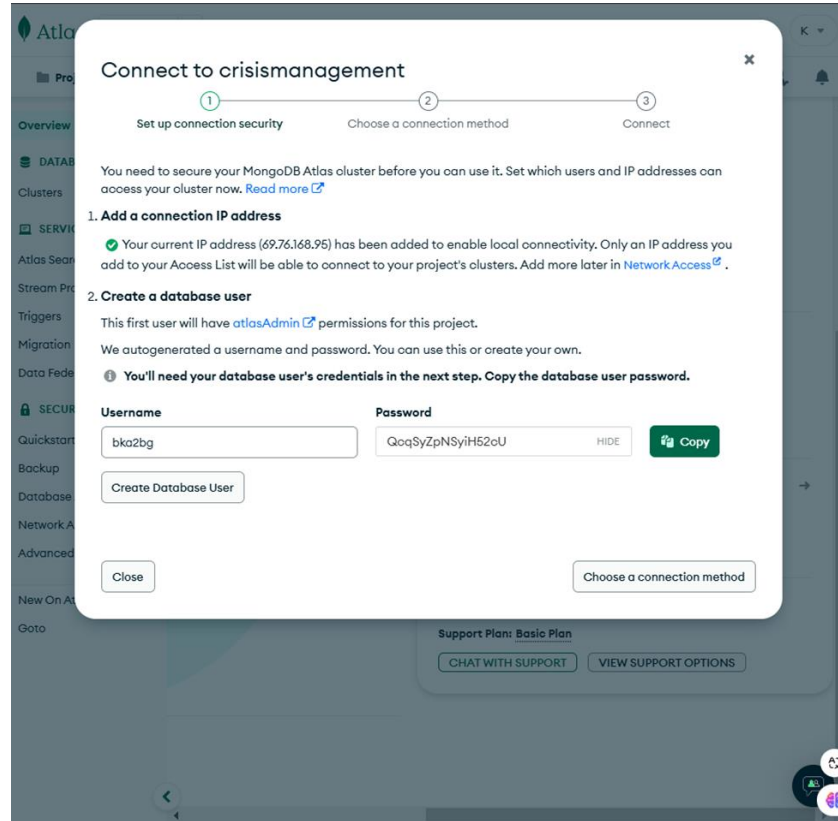 Atla
K
Connect to crisismanagement
1
2
3
Set up connection security
Choose a connection method
Connect
Overview
DATAB
Clusters
SERVIC
Atlas Sear
Stream Pro
Triggers
Migration
Data Fede
SECUR
Quickstart
Backup
Database
Network A
Advanced
New On At
Goto
You need to secure your MongoDB Atlas cluster before you can use it. Set which users and IP addresses can
access your cluster now. Read more
1. Add a connection IP address
Your current IP address (69.76.168.95) has been added to enable local connectivity. Only an IP address you
add to your Access List will be able to connect to your project's clusters. Add more later in Network Access .
2. Create a database user
This first user will have atlasAdmin permissions for this project.
We autogenerated a username and password. You can use this or create your own.
You'll need your database user's credentials in the next step. Copy the database user password.
Username
Password
bka2bg
QcqSyZpNSyiH52cU
HIDE
Copy
Create Database User
Close
Choose a connection method
Support Plan: Basic Plan
CHAT WITH SUPPORT
VIEW SUPPORT OPTIONS